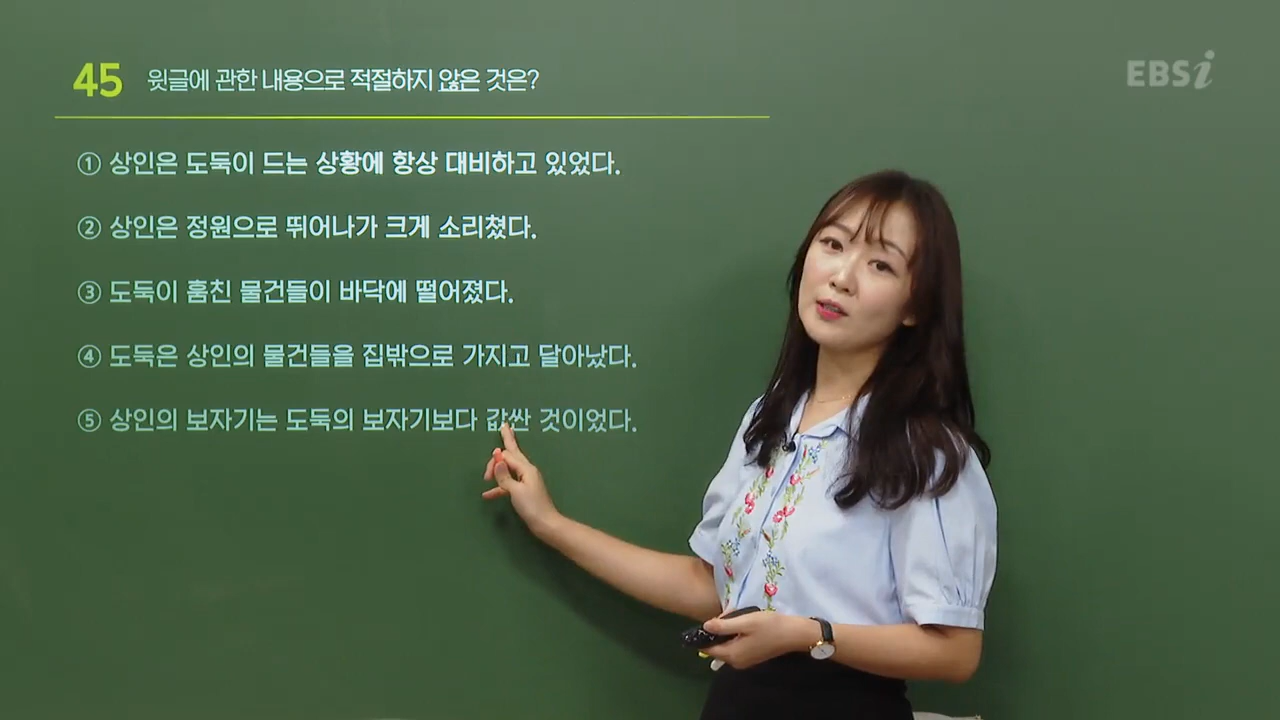 45 윗글에 관한 내용으로 적절하지 않은 것은?
EBSi
① 상인은 도둑이 드는 상황에 항상 대비하고 있었다.
② 상인은 정원으로 뛰어나가 크게 소리쳤다.
③ 도둑이 훔친 물건들이 바닥에 떨어졌다.
④ 도둑은 상인의 물건들을 집밖으로 가지고 달아났다.
⑤ 상인의 보자기는 도둑의 보자기보다 값싼 것이었다.